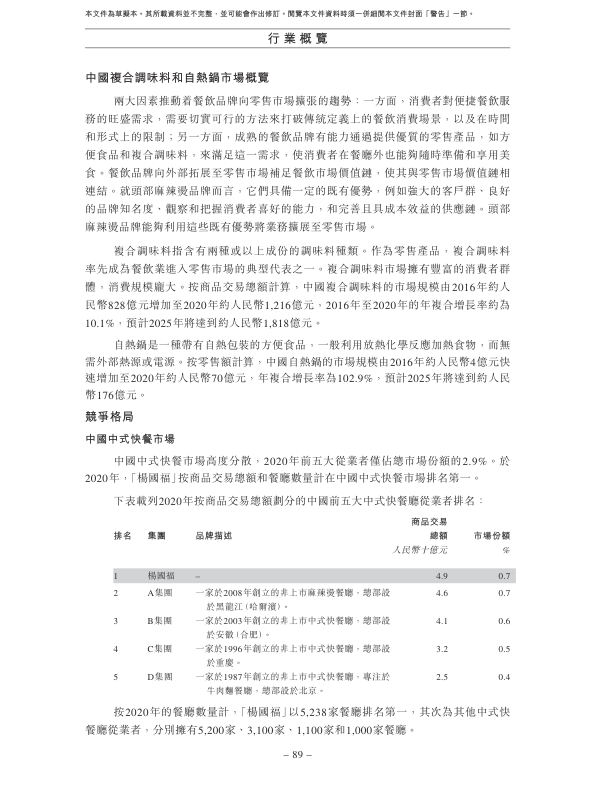 本文件為草擬本。其所載資料並不完整，並可能會作出修訂。閱覽本文件資料時須一併細閱本文件封面「警告」一節。
行業概覽
中國複合調味料和自熱鍋市場概覽
兩大因素推動着餐飲品牌向零售市場擴張的趨勢：一方面，消費者對便捷餐飲服
務的旺盛需求，需要切實可行的方法來打破傳統定義上的餐飲消費場景，以及在時間
和形式上的限制；另一方面，成熟的餐飲品牌有能力通過提供優質的零售產品，如方
便食品和複合調味料，來滿足這一需求，使消費者在餐廳外也能夠隨時準備和享用美
食。餐飲品牌向外部拓展至零售市場補足餐飲市場價值鏈，使其與零售市場價值鏈相
連結。就頭部麻辣燙品牌而言，它們具備一定的既有優勢，例如強大的客戶群、良好
的品牌知名度、觀察和把握消費者喜好的能力，和完善且具成本效益的供應鏈。頭部
麻辣燙品牌能夠利用這些既有優勢將業務擴展至零售市場。
複合調味料指含有兩種或以上成份的調味料種類。作為零售產品，複合調味料
率先成為餐飲業進入零售市場的典型代表之一。複合調味料市場擁有豐富的消費者群
體，消費規模龐大。按商品交易總額計算，中國複合調味料的市場規模由2016年約人
民幣828億元增加至2020年約人民幣1,216億元，2016年至2020年的年複合增長率約為
10.1%，預計2025年將達到約人民幣1,818億元。
自熱鍋是一種帶有自熱包裝的方便食品，一般利用放熱化學反應加熱食物，而無
需外部熱源或電源。按零售額計算，中國自熱鍋的市場規模由2016年約人民幣4億元快
速增加至2020年約人民幣70億元，年複合增長率為102.9%，預計2025年將達到約人民
幣176億元。
競爭格局
中國中式快餐市場
中國中式快餐市場高度分散，2020年前五大從業者僅佔總市場份額的2.9%。於
2020年，「楊國福」按商品交易總額和餐廳數量計在中國中式快餐市場排名第一。
下表載列2020年按商品交易總額劃分的中國前五大中式快餐廳從業者排名：
商品交易
排名 集團 品牌描述 總額 市場份額
人民幣十億元 %
1 楊國福 – 4.9 0.7
2 A集團 一家於2008年創立的非上市麻辣燙餐廳，總部設 4.6 0.7
於黑龍江（哈爾濱）。
3 B集團 一家於2003年創立的非上市中式快餐廳，總部設 4.1 0.6
於安徽（合肥）。
4 C集團 一家於1996年創立的非上市中式快餐廳，總部設 3.2 0.5
於重慶。
5 D集團 一家於1987年創立的非上市中式快餐廳，專注於 2.5 0.4
牛肉麵餐廳，總部設於北京。
按2020年的餐廳數量計，「楊國福」以5,238家餐廳排名第一，其次為其他中式快
餐廳從業者，分別擁有5,200家、3,100家、1,100家和1,000家餐廳。
– 89 –